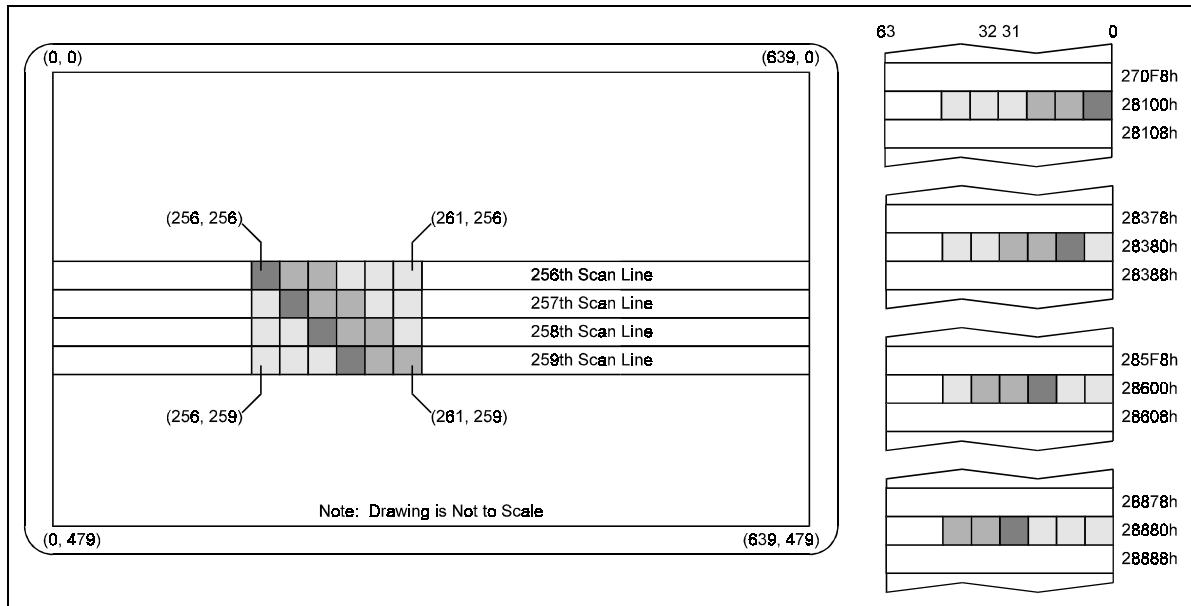 (0, 0)
(639, 0)
(256, 256)
(261, 256)
256th Scan Line
257th Scan Line
258th Scan Line
259th Scan Line
(256, 259)
(261, 259)
Note: Drawing is Not to Scale
(0, 479)
(639, 479)
63 32 31 0
270F8h
28100h
28108h
28378h
28380h
28388h
285F8h
28600h
28608h
28878h
28880h
28888h